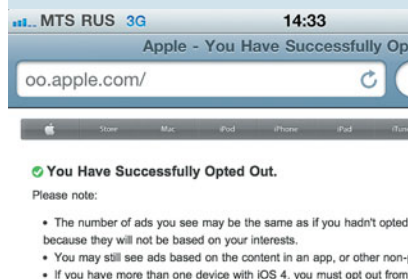 MTS RUS 3G 14:33
Apple - You Have Successfully Op
oo.apple.com/
Store Mac iPod iPhone iPad iTune
You Have Successfully Opted Out.
Please note:
• The number of ads you see may be the same as if you hadn't opted
because they will not be based on your interests.
• You may still see ads based on the content in an app, or other non-p
• If you have more than one device with iOS 4, you must opt out from